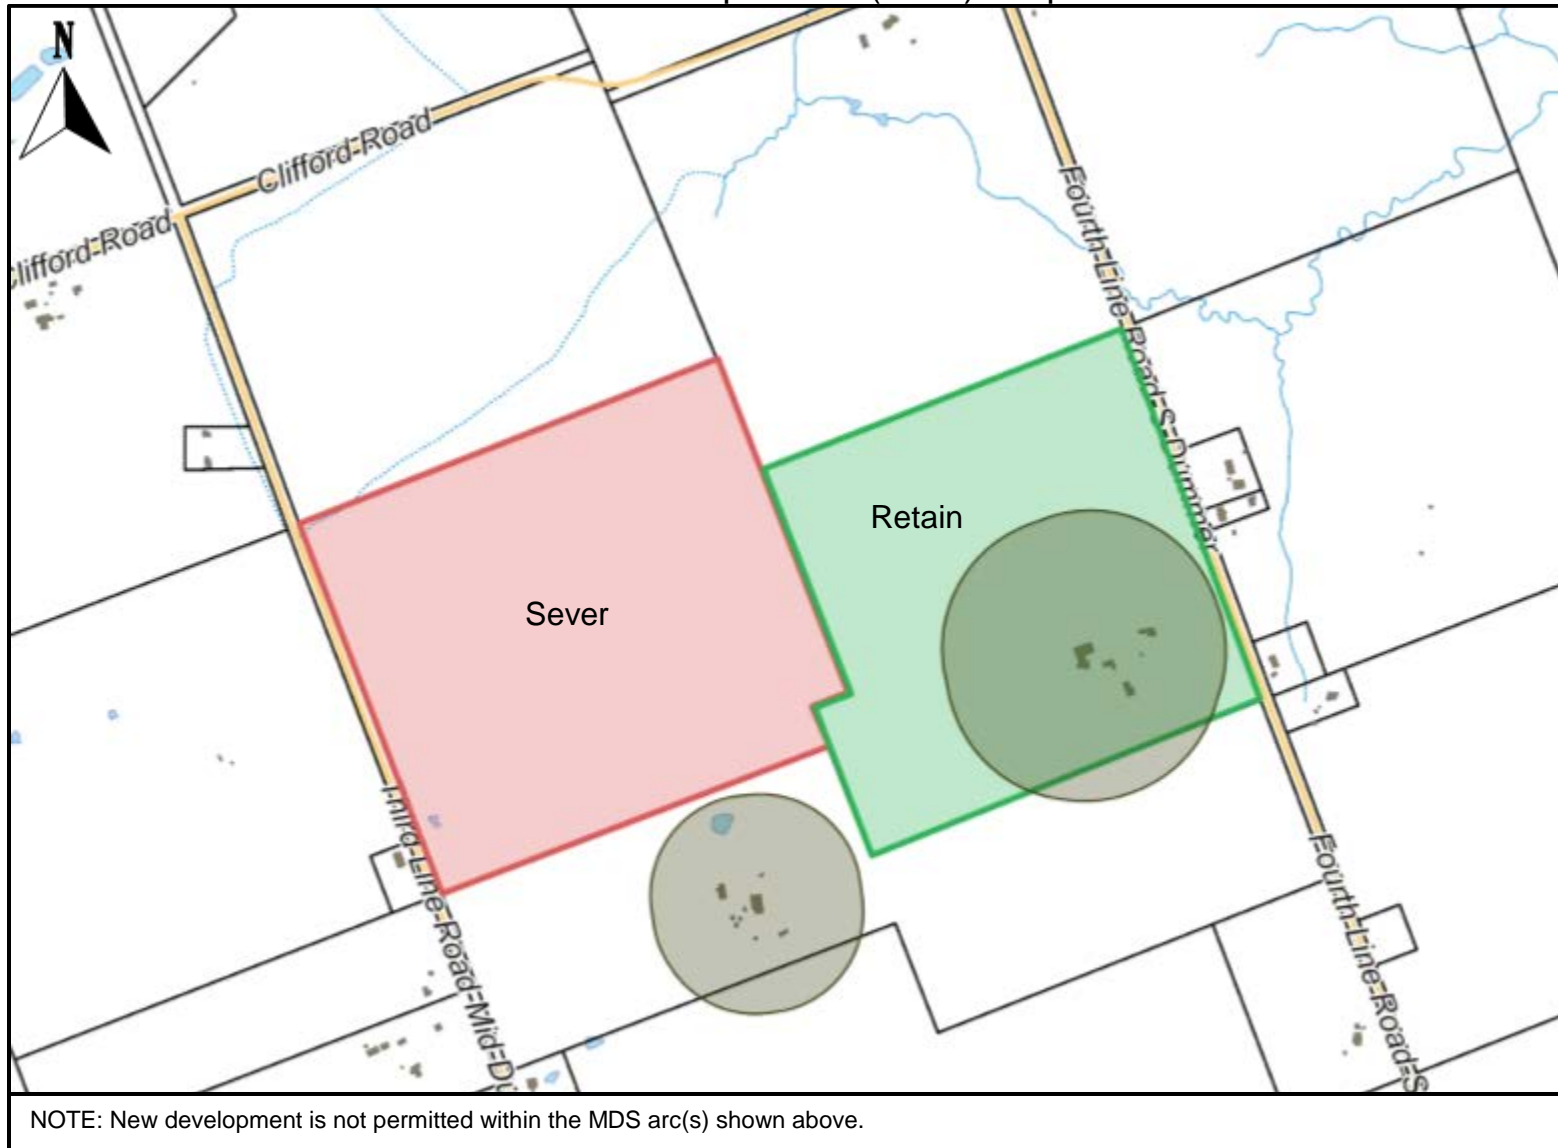 N
Clifford Road
Clifford Road
Fourth Line Road S Dummer
Retain
Sever
Third Line Road Mid Du
Fourth Line Road S
NOTE: New development is not permitted within the MDS arc(s) shown above.